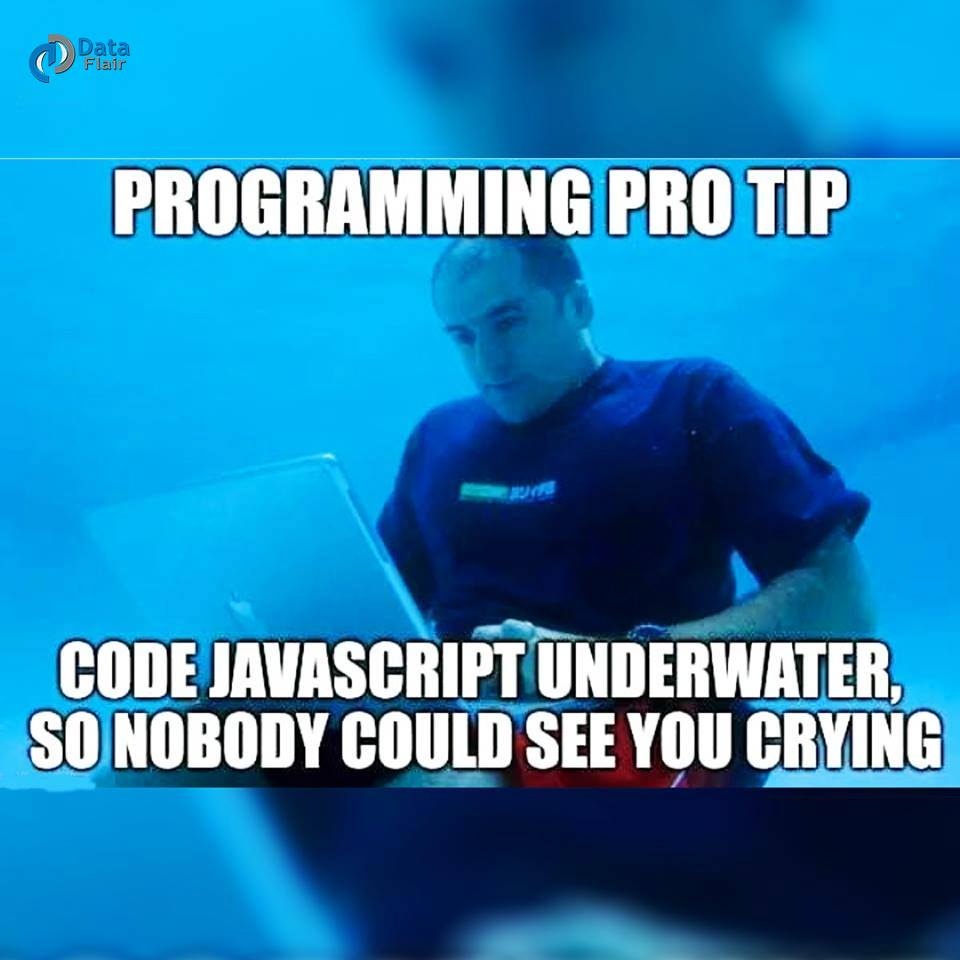 Data
Flair
PROGRAMMING PRO TIP
CODE JAVASCRIPT UNDERWATER,
SO NOBODY COULD SEE YOU CRYING